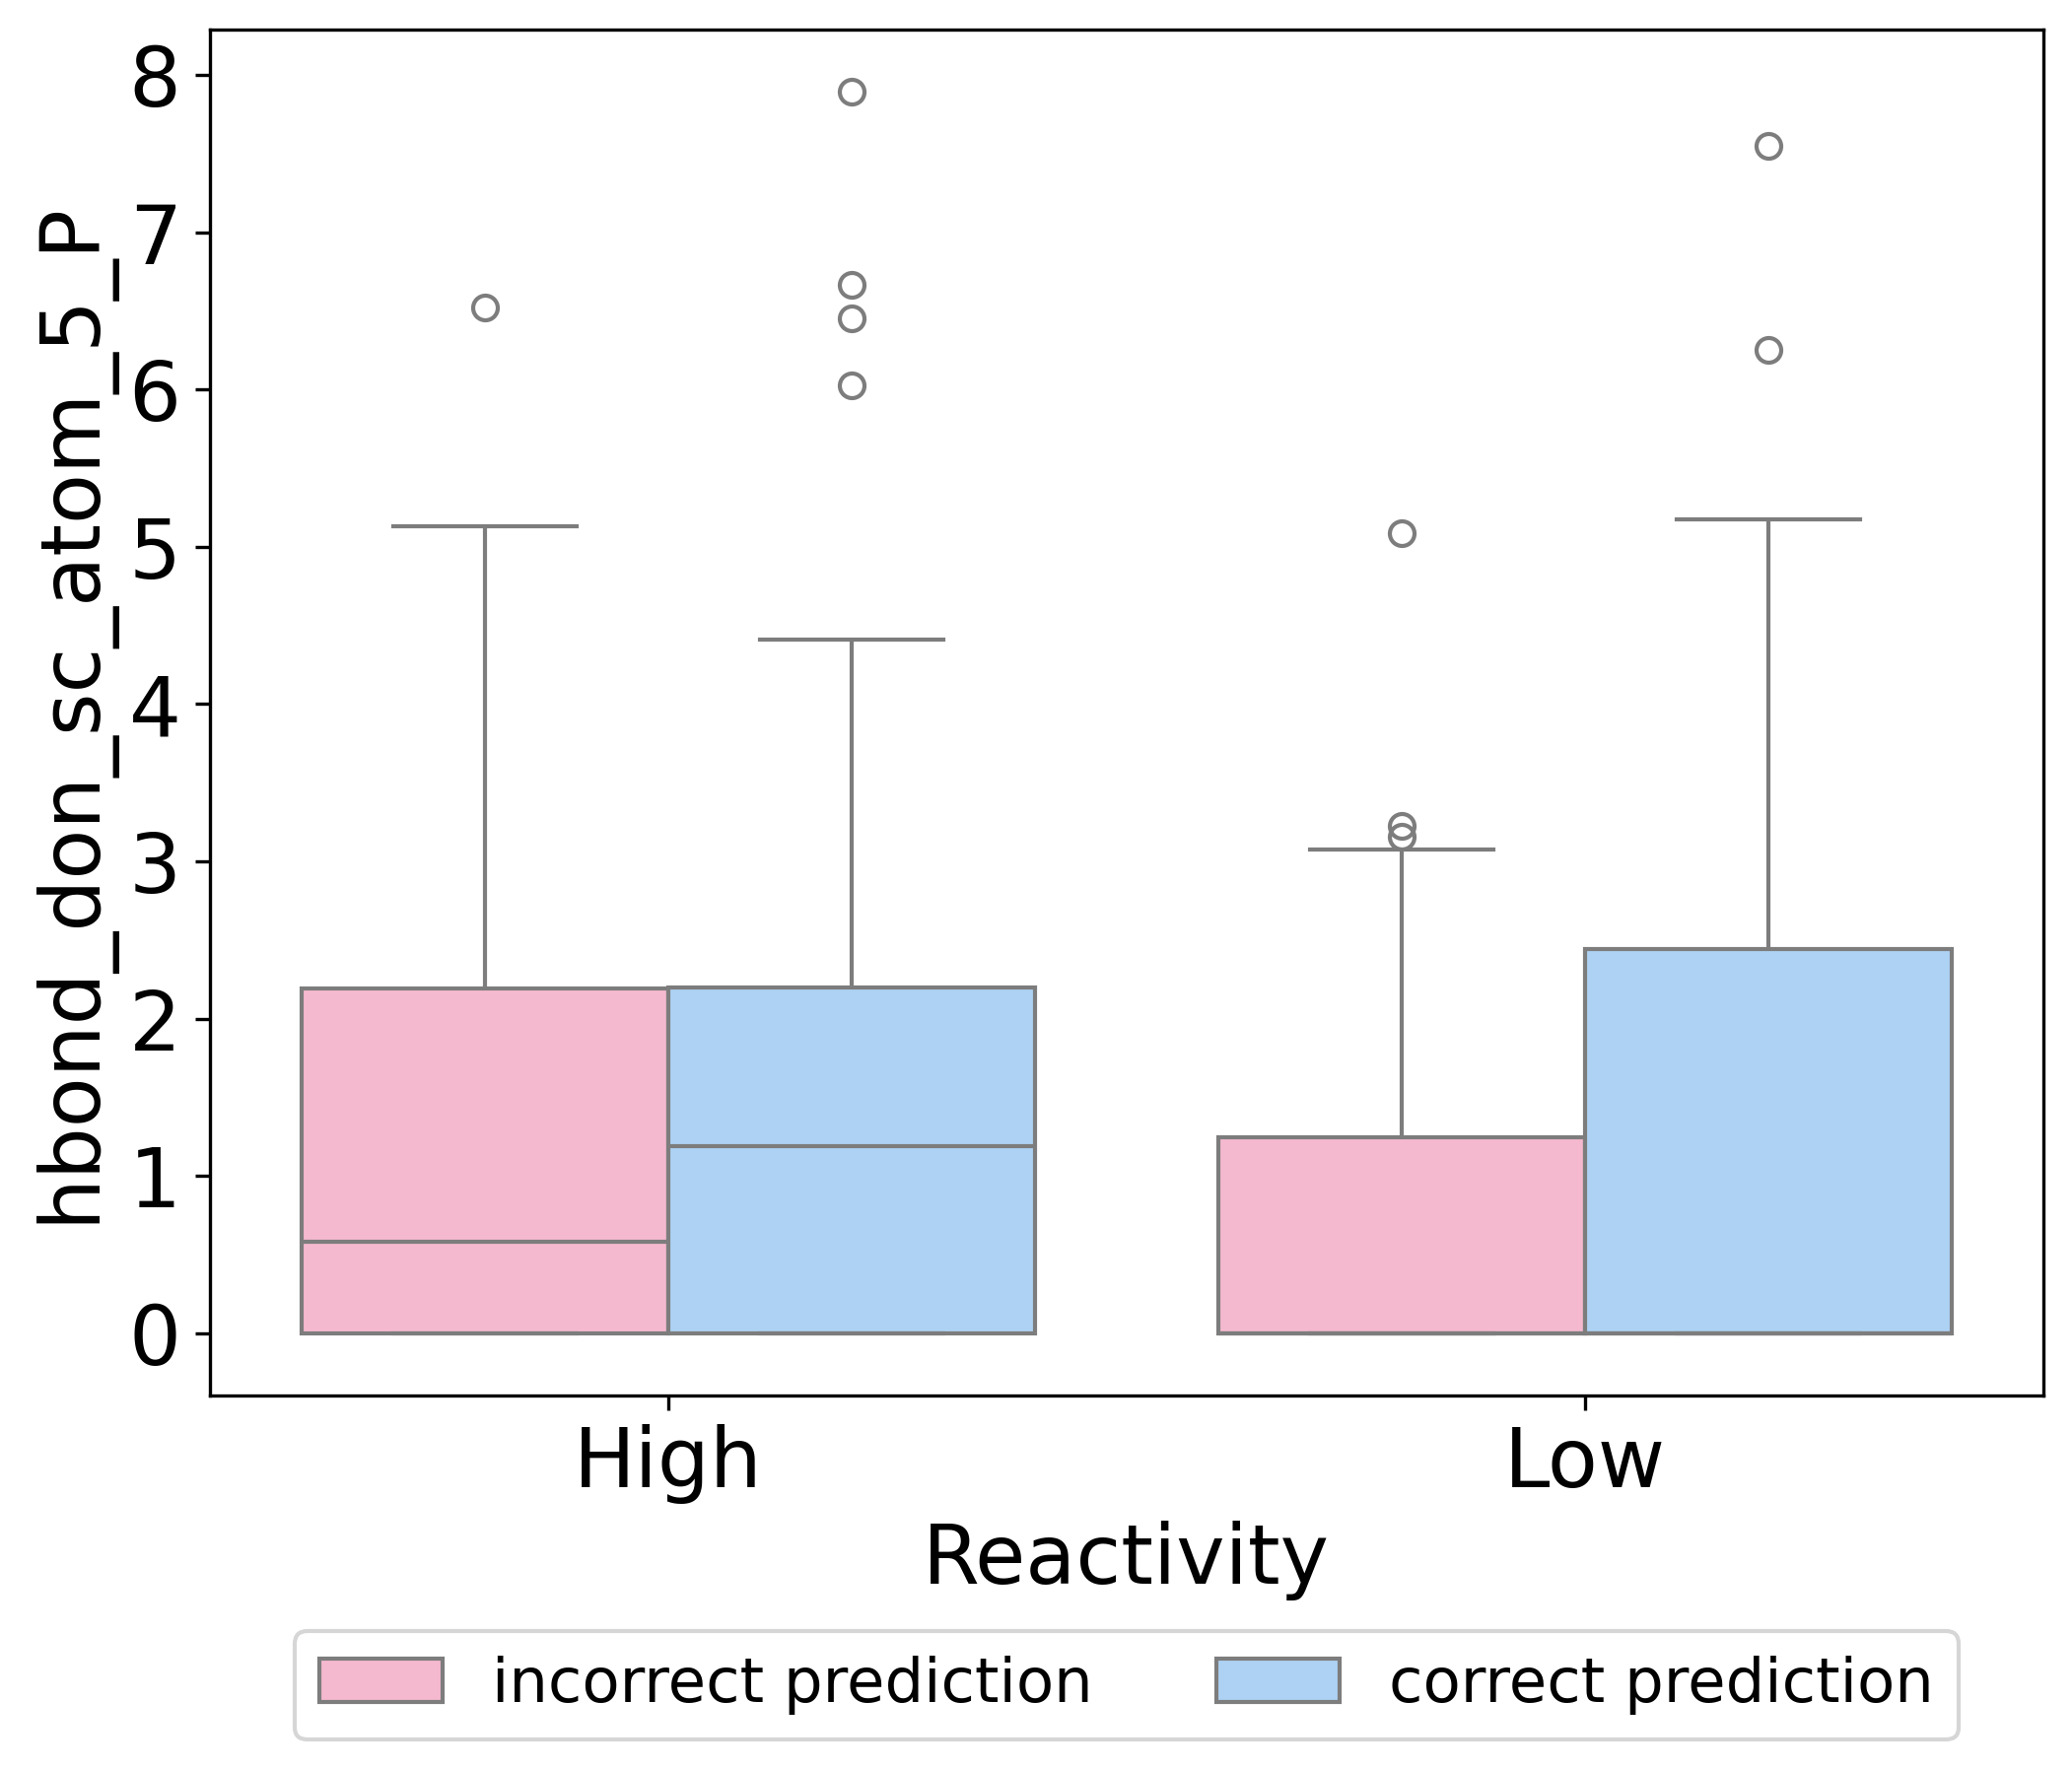 hbond_don_sc_atom_5_P
8
7
6
5
4
3
2
1
0
High Low
Reactivity
incorrect prediction correct prediction